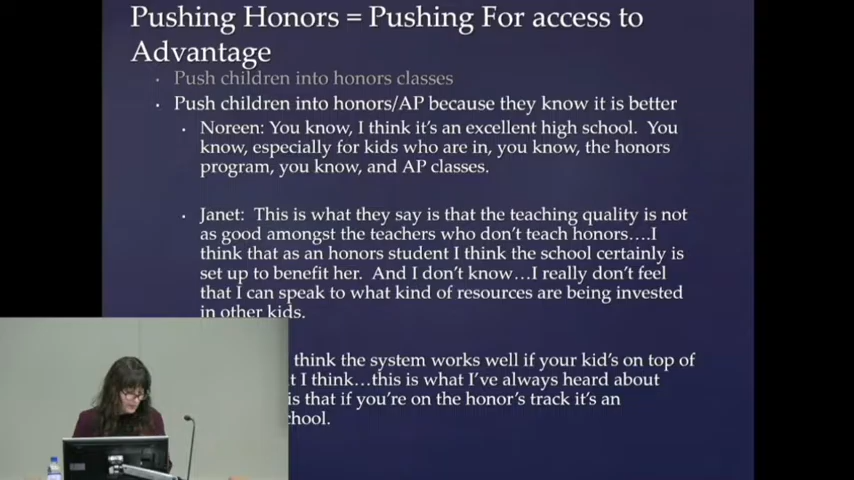 Pushing Honors = Pushing For access to
Advantage
Push children into honors classes
Push children into honors/AP because they know it is better
Noreen: You know, I think it's an excellent high school. You
know, especially for kids who are in, you know, the honors
program, you know, and AP classes.
Janet: This is what they say is that the teaching quality is not
as good amongst the teachers who don't teach honors….I
think that as an honors student I think the school certainly is
set up to benefit her. And I don't know…I really don't feel
that I can speak to what kind of resources are being invested
in other kids.
think the system works well if your kid's on top of
t I think…this is what I've always heard about
is that if you're on the honor's track it's an
chool.